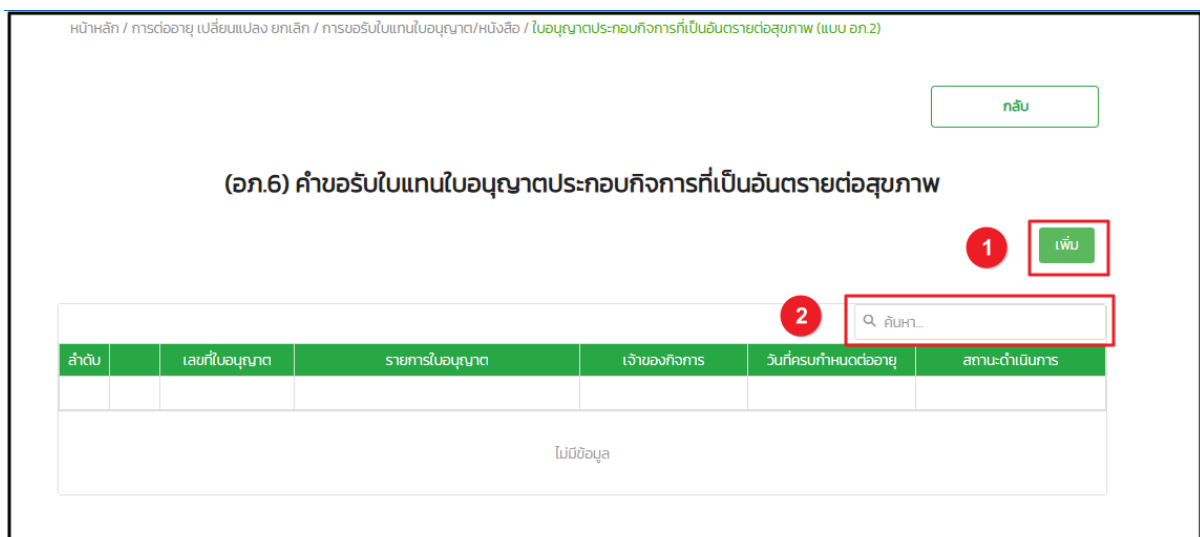 หน้าหลัก / การต่ออายุ เปลี่ยนแปลง ยกเลิก / การขอรับใบแทนใบอนุญาต/หนังสือ / ใบอนุญาตประกอบกิจการที่เป็นอันตรายต่อสุขภาพ (แบบ อภ.2)
กลับ
(อภ.6) คำขอรับใบแทนใบอนุญาตประกอบกิจการที่เป็นอันตรายต่อสุขภาพ
1 เพิ่ม
2 ค้นหา...
ลำดับ เลขที่ใบอนุญาต รายการใบอนุญาต เจ้าของกิจการ วันที่ครบกำหนดต่ออายุ สถานะดำเนินการ
ไม่มีข้อมูล